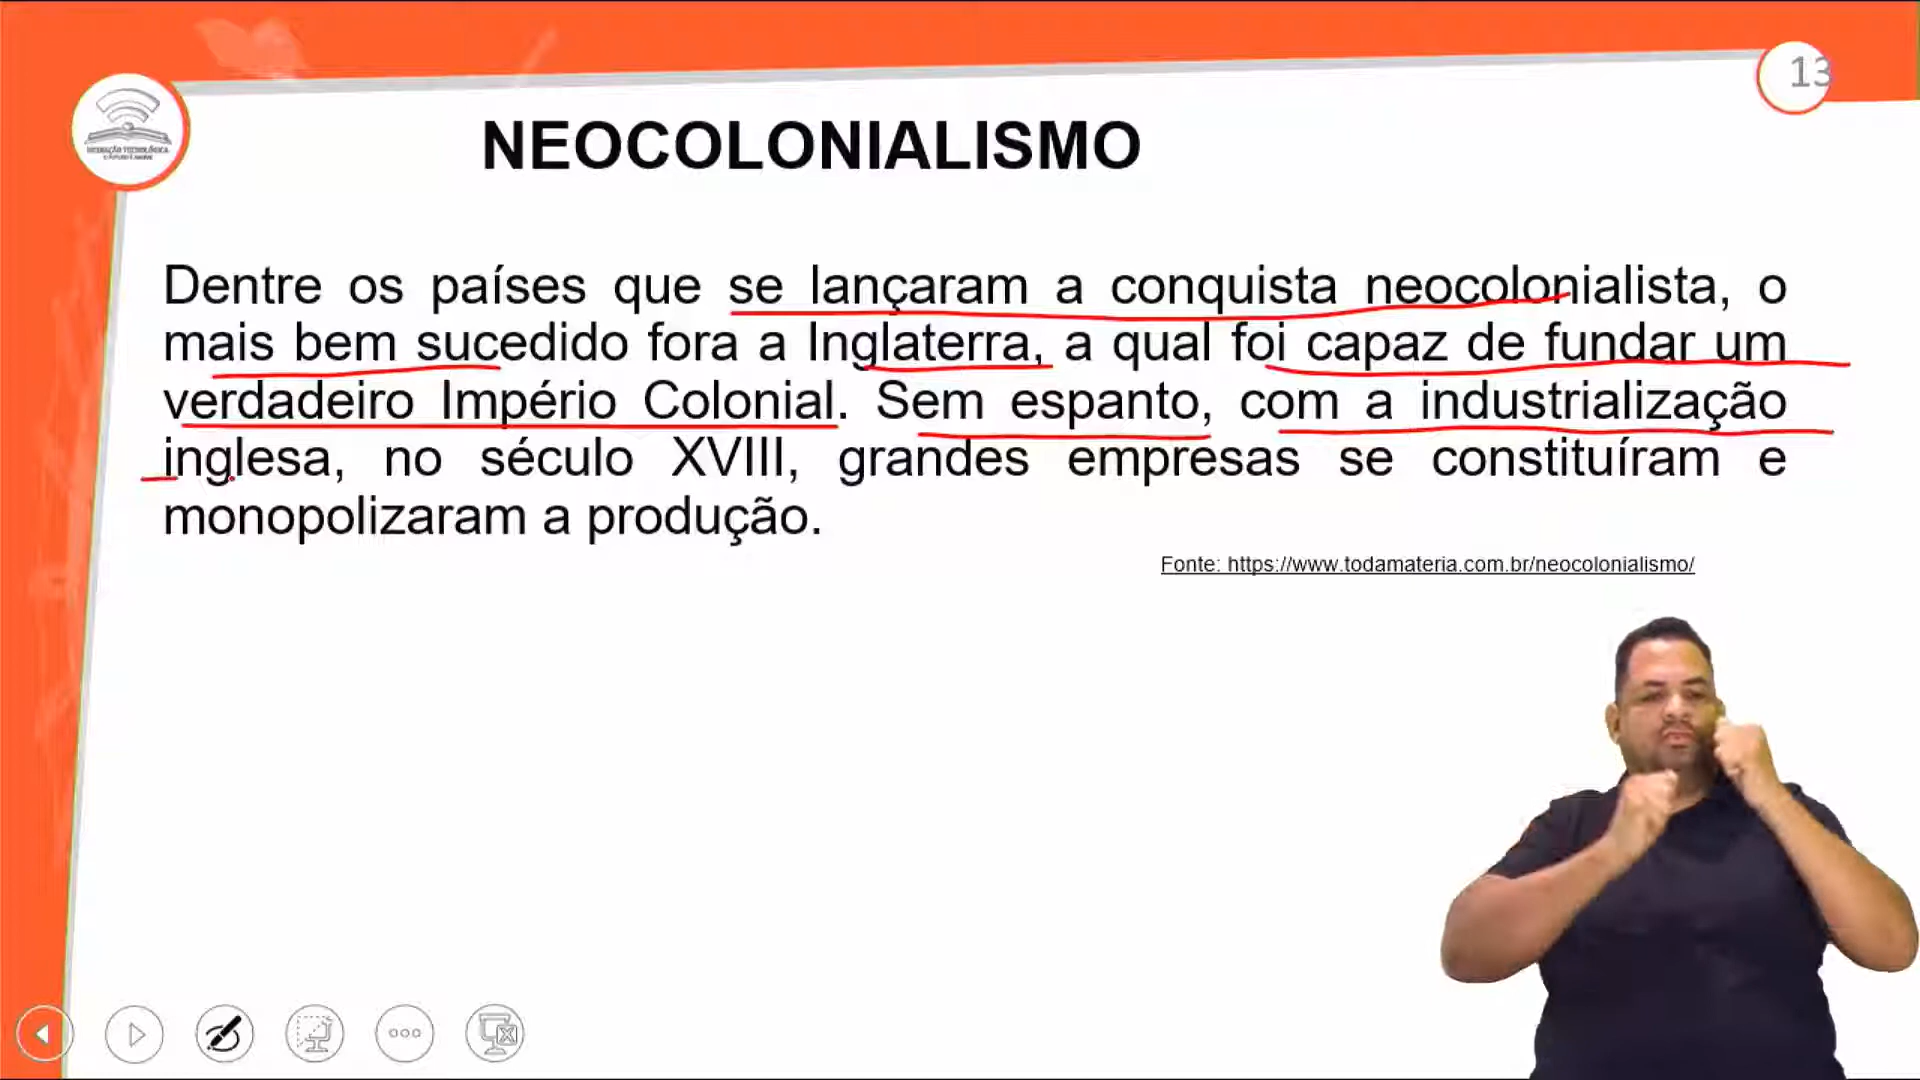 13
MEDIAÇÃO TECNOLÓGICA
NEOCOLONIALISMO
Dentre os países que se lançaram a conquista neocolonialista, o
mais bem sucedido fora a Inglaterra, a qual foi capaz de fundar um
verdadeiro Império Colonial. Sem espanto, com a industrialização
inglesa, no século XVIII, grandes empresas se constituíram e
monopolizaram a produção.
Fonte: https://www.todamateria.com.br/neocolonialismo/